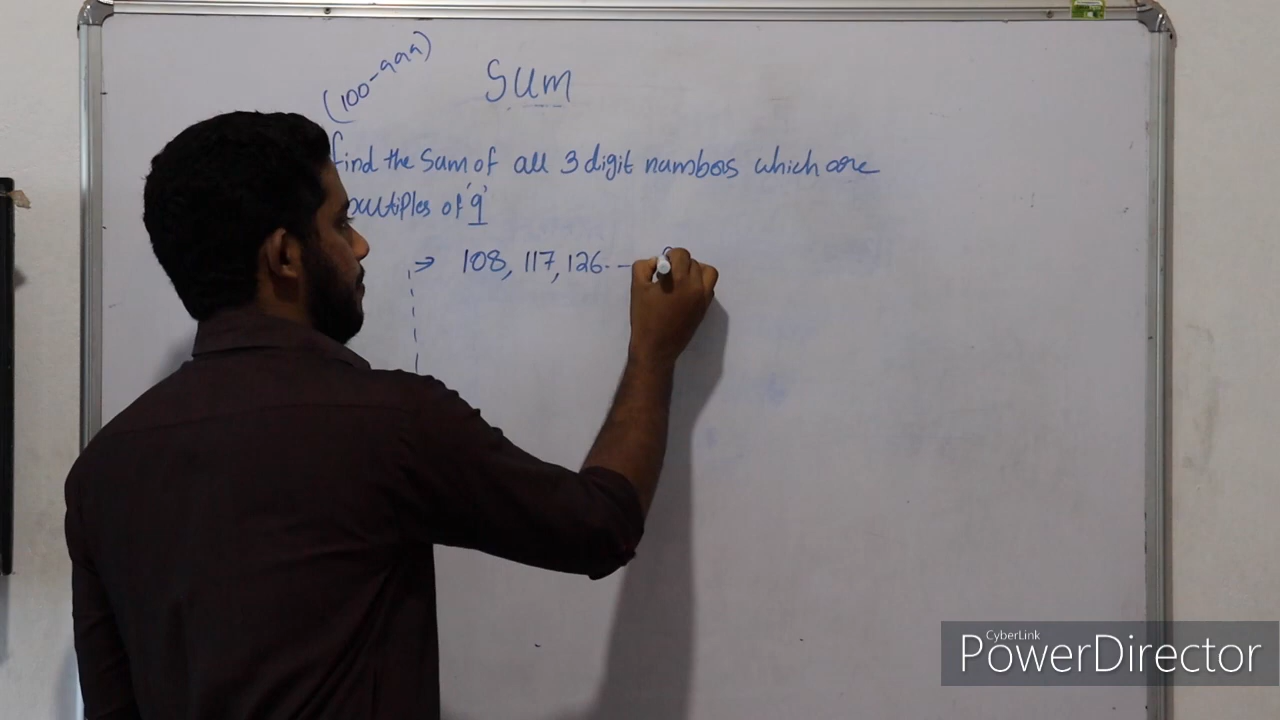 (100-999)
Sum
find the sum of all 3 digit numbers which are
multiples of '9'
→ 108, 117, 126. -
CyberLink
PowerDirector